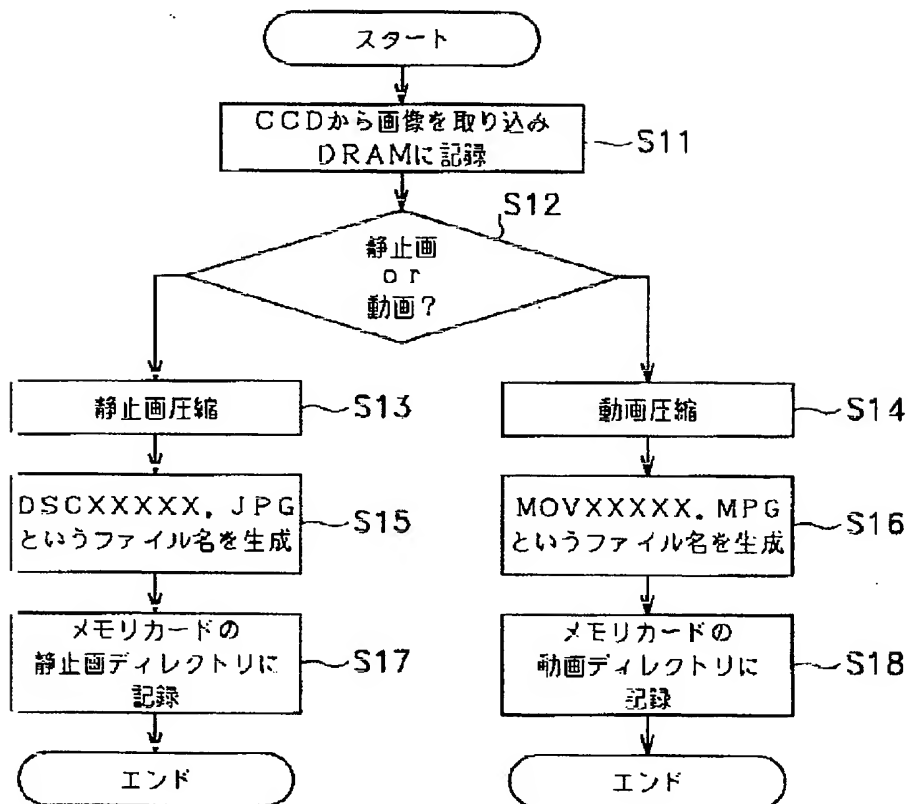 スタート
CCDから画像を取り込み
DRAMに記録
S11
S12
静止画
or
動画？
静止画圧縮
S13
動画圧縮
S14
DSCXXXXX．JPG
というファイル名を生成
S15
MOVXXXXX．MPG
というファイル名を生成
S16
メモリカードの
静止画ディレクトリに
記録
S17
メモリカードの
動画ディレクトリに
記録
S18
エンド
エンド